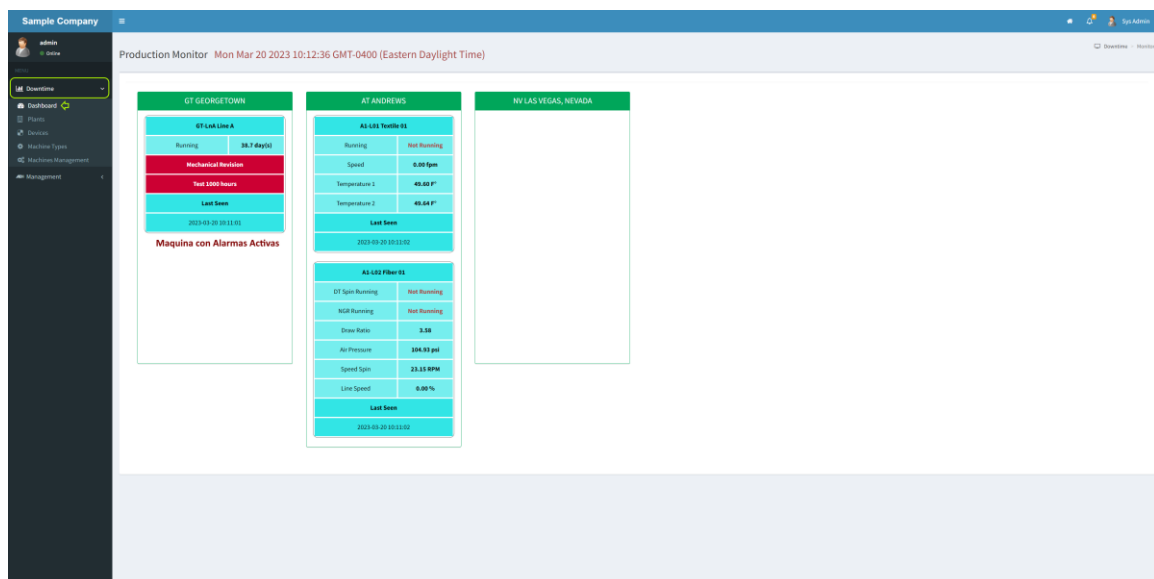 Sample Company
Sys Admin
admin
Online
Production Monitor Mon Mar 20 2023 10:12:36 GMT-0400 (Eastern Daylight Time)
Downtime
MENU
Downtime
Dashboard
Plants
Devices
Machine Types
Machines Management
Management
GT GEORGETOWN
GT-LnA Line A
Running 38.7 day(s)
Mechanical Revision
Test 1000 hours
Last Seen
2023-03-20 10:11:01
Maquina con Alarmas Activas
AT ANDREWS
A1-L01 Textile 01
Running Not Running
Speed 0.00 fpm
Temperature 1 49.60 F°
Temperature 2 49.64 F°
Last Seen
2023-03-20 10:11:02
A1-L02 Fiber 01
DT Spin Running Not Running
NGR Running Not Running
Draw Ratio 3.58
Air Pressure 104.93 psi
Speed Spin 23.15 RPM
Line Speed 0.00 %
Last Seen
2023-03-20 10:11:02
NV LAS VEGAS, NEVADA